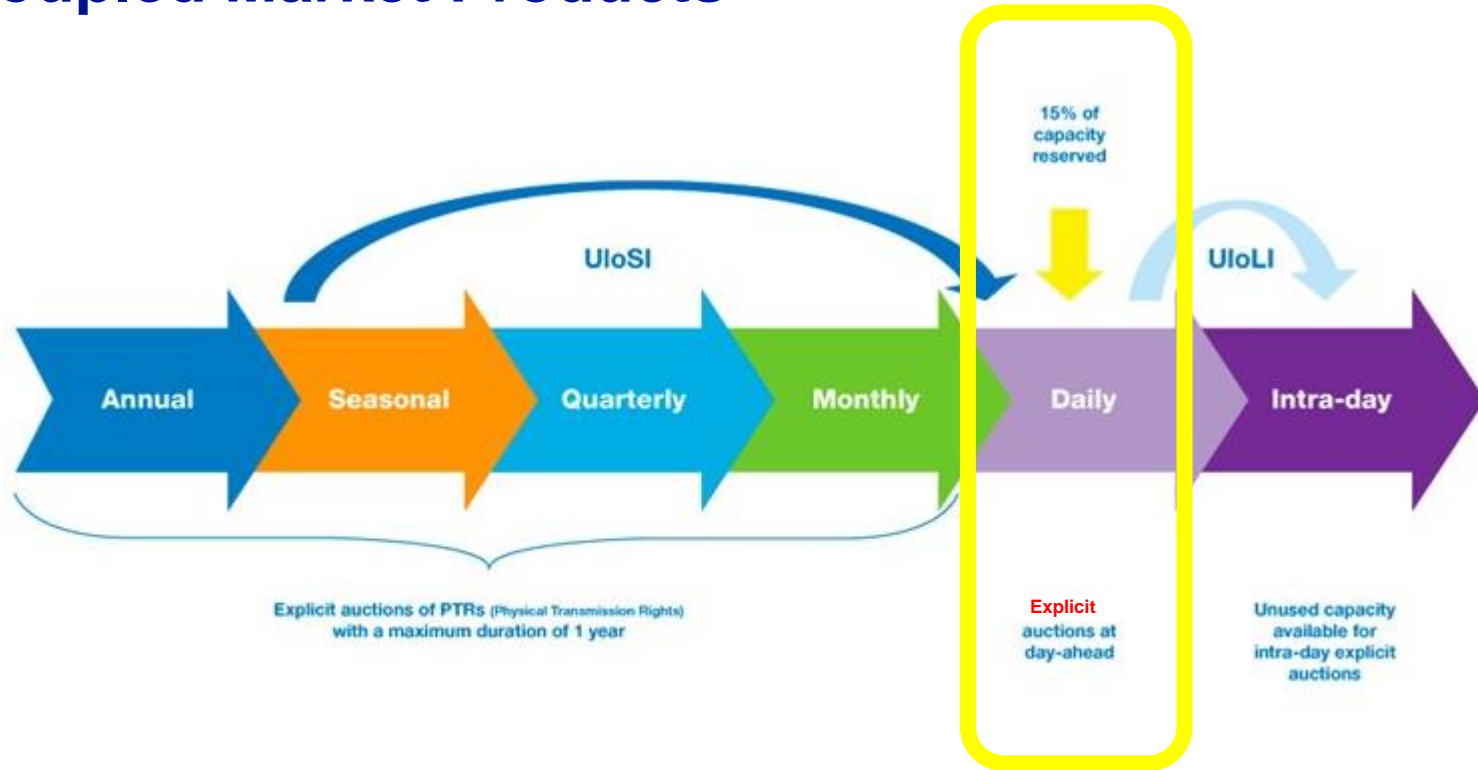 15% of
capacity
reserved
UIoSI
UIoLI
Annual
Seasonal
Quarterly
Monthly
Daily
Intra-day
Explicit auctions of PTRs (Physical Transmission Rights)
with a maximum duration of 1 year
Explicit
auctions at
day-ahead
Unused capacity
available for
intra-day explicit
auctions